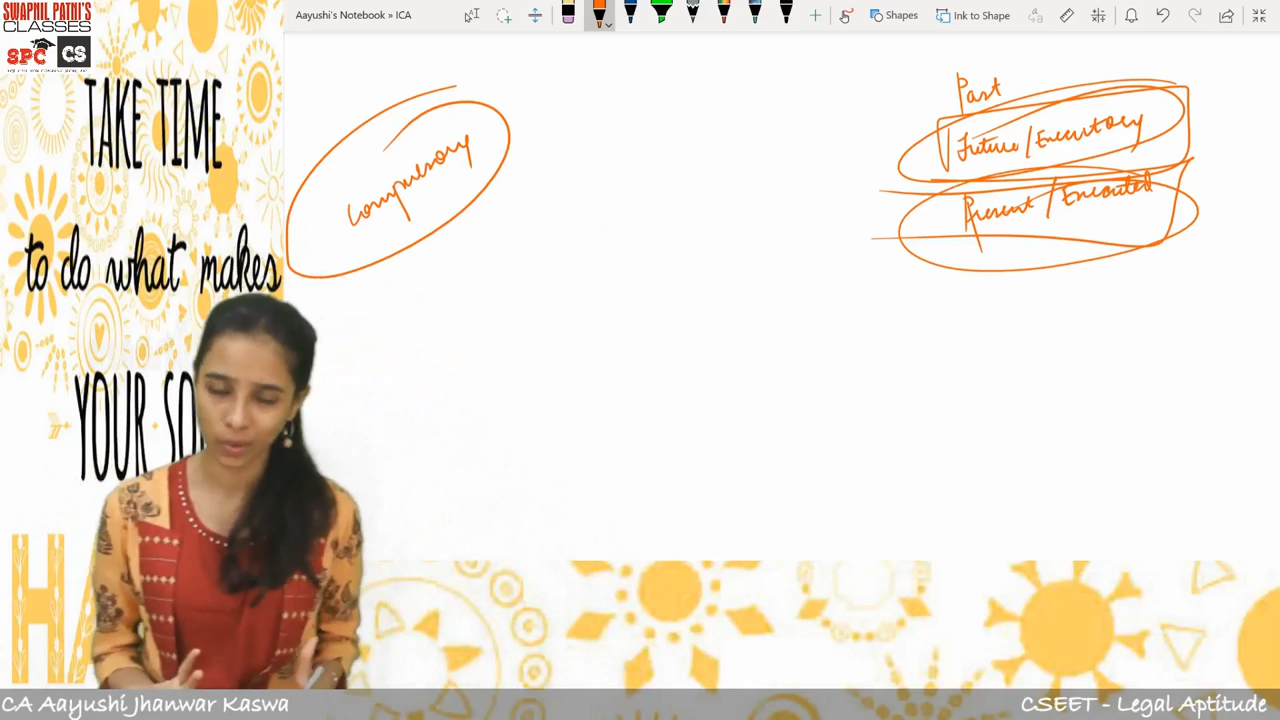 SWAPNIL PATNI'S
CLASSES
SPC CS
Aayushi's Notebook » ICA
Shapes
Ink to Shape
TAKE TIME
to do what makes
YOUR SO
HA
compulsory
Past
Future/Executory
Present/Executed
CA Aayushi Jhanwar Kaswa
CSEET - Legal Aptitude